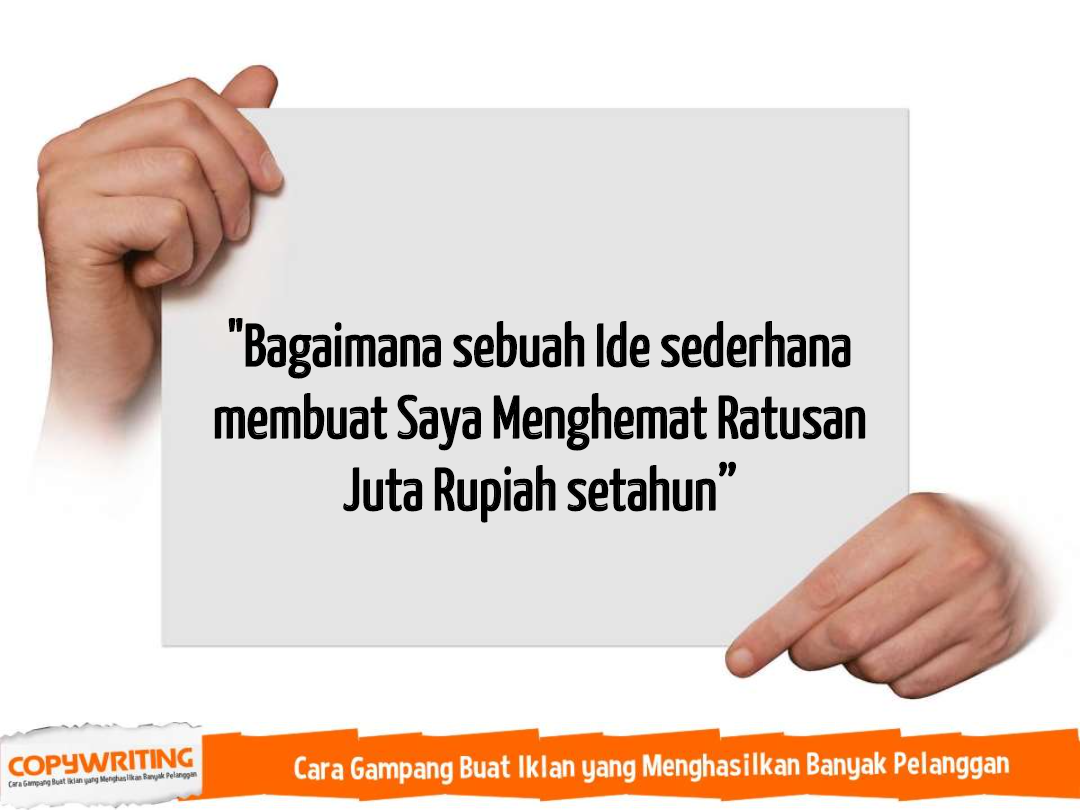 "Bagaimana sebuah Ide sederhana
membuat Saya Menghemat Ratusan
Juta Rupiah setahun”
COPYWRITING
Cara Gampang Buat Iklan yang Menghasilkan Banyak Pelanggan
Cara Gampang Buat Iklan yang Menghasilkan Banyak Pelanggan